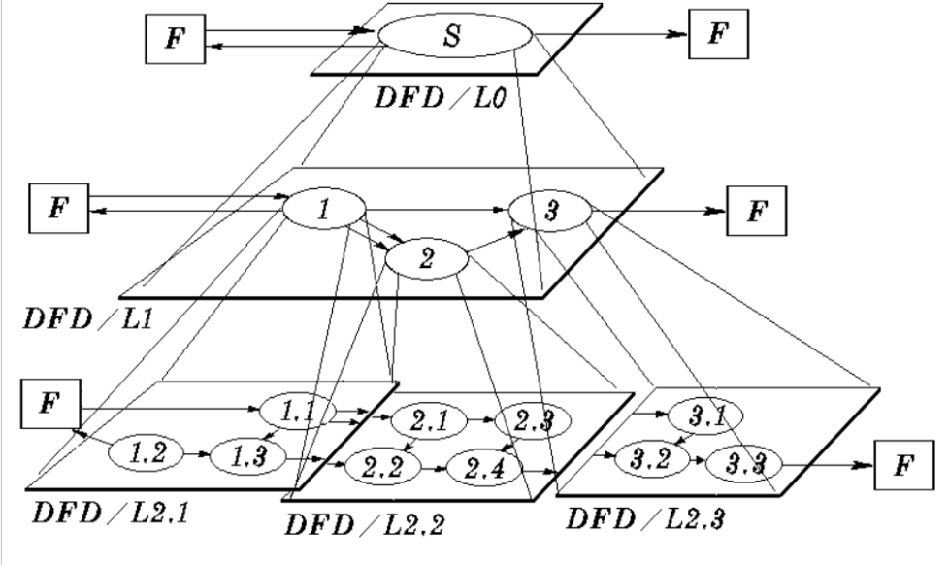 F
S
F
DFD/L0
F
1
3
F
2
DFD/L1
F
1.1
2.1
2.3
3.1
1.2
1.3
2.2
2.4
3.2
3.3
F
DFD/L2.1
DFD/L2.2
DFD/L2.3